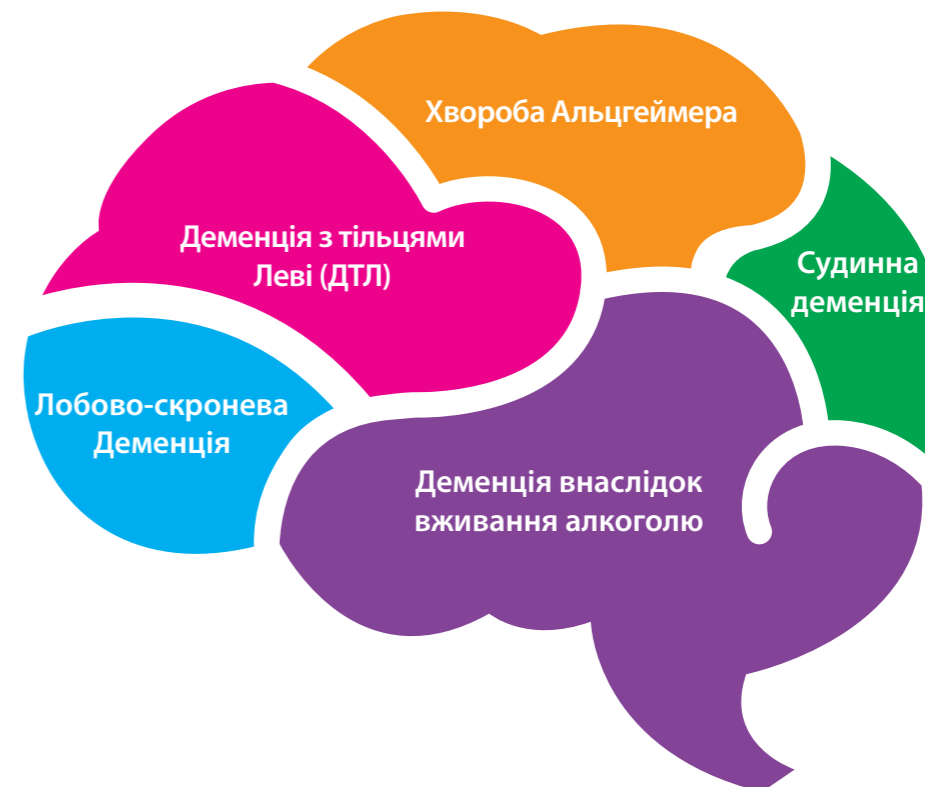 Хвороба Альцгеймера
Деменція з тільцями
Леві (ДТЛ)
Судинна
деменція
Лобово-скронева
Деменція
Деменція внаслідок
вживання алкоголю